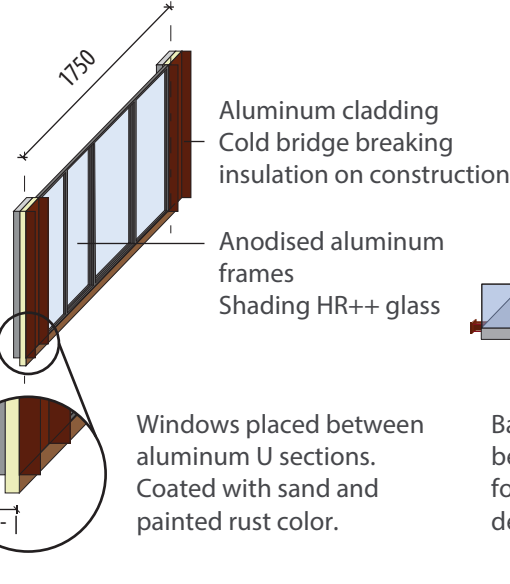 1750
Aluminum cladding
Cold bridge breaking
insulation on construction
Anodised aluminum
frames
Shading HR++ glass
Windows placed between
aluminum U sections.
Coated with sand and
painted rust color.